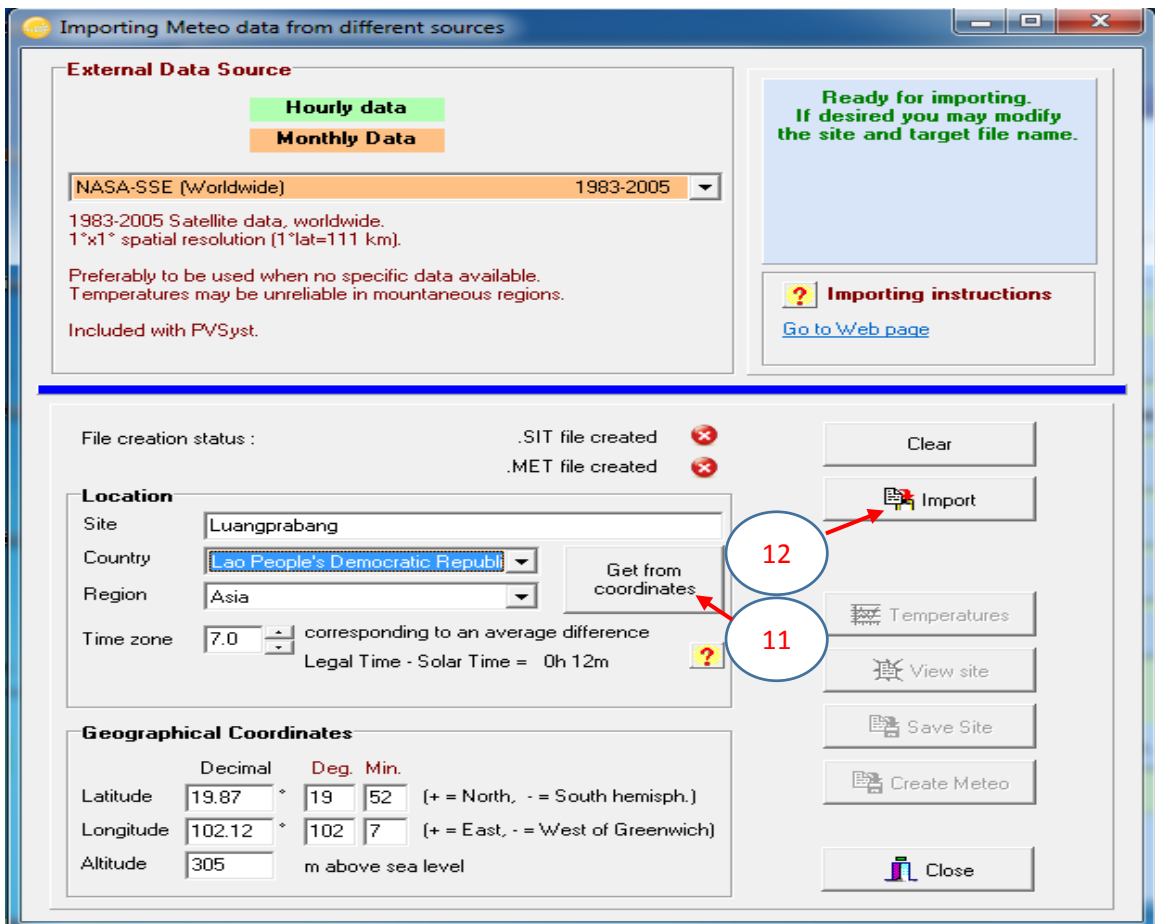 Importing Meteo data from different sources
External Data Source
Hourly data
Monthly Data
NASA-SSE (Worldwide) 1983-2005
1983-2005 Satellite data, worldwide.
1°x1° spatial resolution (1°lat=111 km).
Preferably to be used when no specific data available.
Temperatures may be unreliable in mountaneous regions.
Included with PVSyst.
Ready for importing.
If desired you may modify
the site and target file name.
? Importing instructions
Go to Web page
File creation status :
.SIT file created
.MET file created
Location
Site Luangprabang
Country Lao People's Democratic Republi
Region Asia
Get from
coordinates
Time zone 7.0 corresponding to an average difference
Legal Time - Solar Time = 0h 12m ?
Geographical Coordinates
Decimal Deg. Min.
Latitude 19.87 ° 19 52 (+ = North, - = South hemisph.)
Longitude 102.12 ° 102 7 (+ = East, - = West of Greenwich)
Altitude 305 m above sea level
Clear
Import
12
11
Temperatures
View site
Save Site
Create Meteo
Close